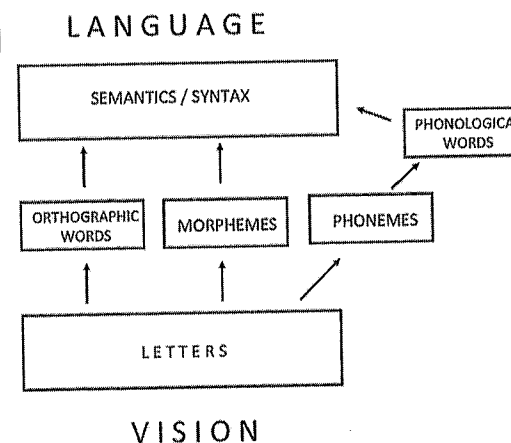 LANGUAGE
SEMANTICS / SYNTAX
PHONOLOGICA
WORDS
ORTHOGRAPHIC
WORDS
MORPHEMES
PHONEMES
LETTERS
VISION